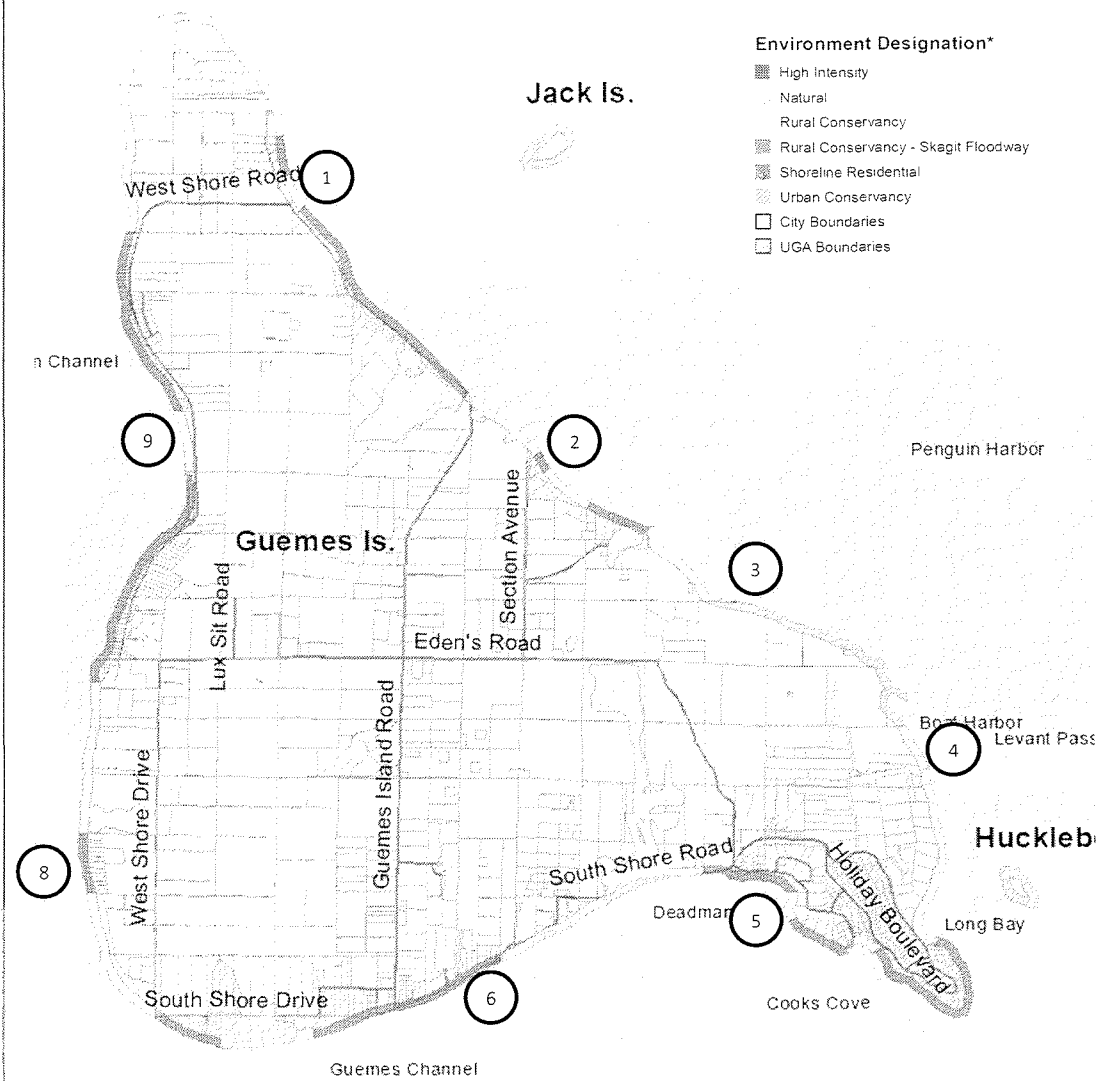 Environment Designation*
High Intensity
Natural
Rural Conservancy
Rural Conservancy - Skagit Floodway
Shoreline Residential
Urban Conservancy
City Boundaries
UGA Boundaries
Jack Is.
West Shore Road
1
n Channel
9
2
Penguin Harbor
Guemes Is.
Section Avenue
3
Lux Sit Road
Eden's Road
Boat Harbor
4
Levant Pass
West Shore Drive
Guemes Island Road
8
South Shore Road
Holiday Boulevard
Huckleb
Deadman
5
Long Bay
South Shore Drive
6
Cooks Cove
Guemes Channel